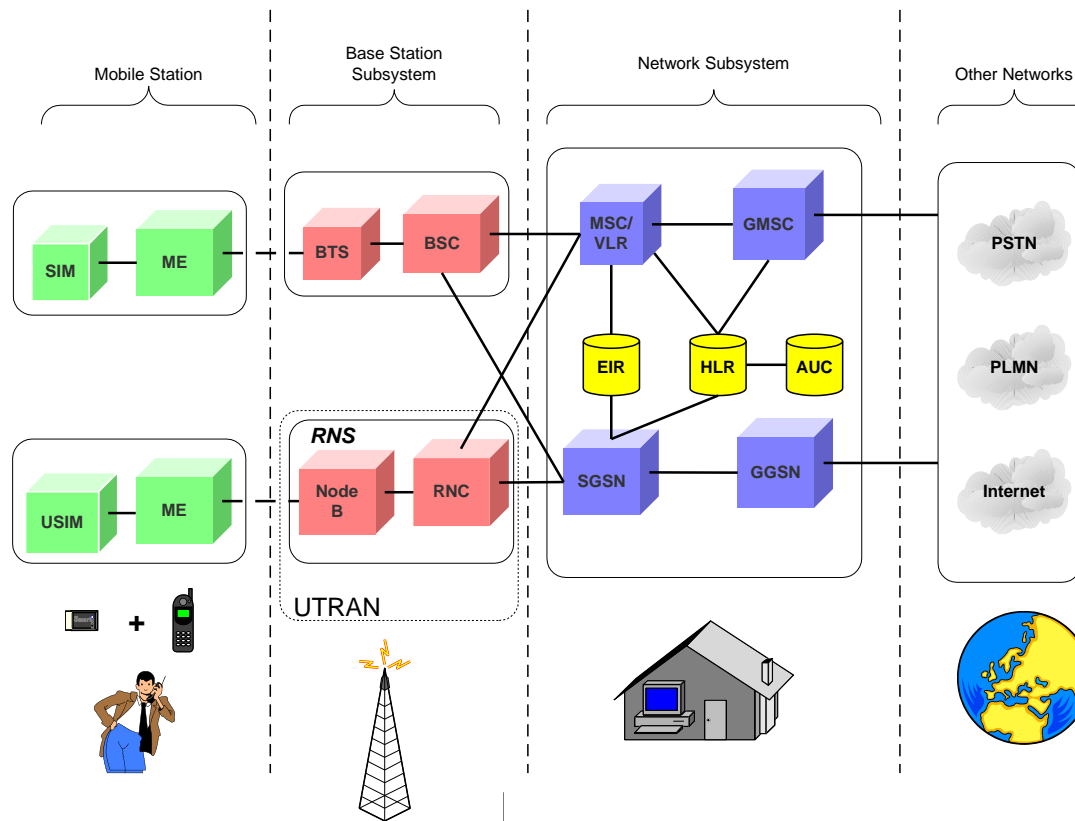 Mobile Station
Base Station
Subsystem
Network Subsystem
Other Networks
SIM
ME
BTS
BSC
MSC/
VLR
GMSC
PSTN
EIR
HLR
AUC
PLMN
RNS
USIM
ME
Node
B
RNC
SGSN
GGSN
Internet
UTRAN
+